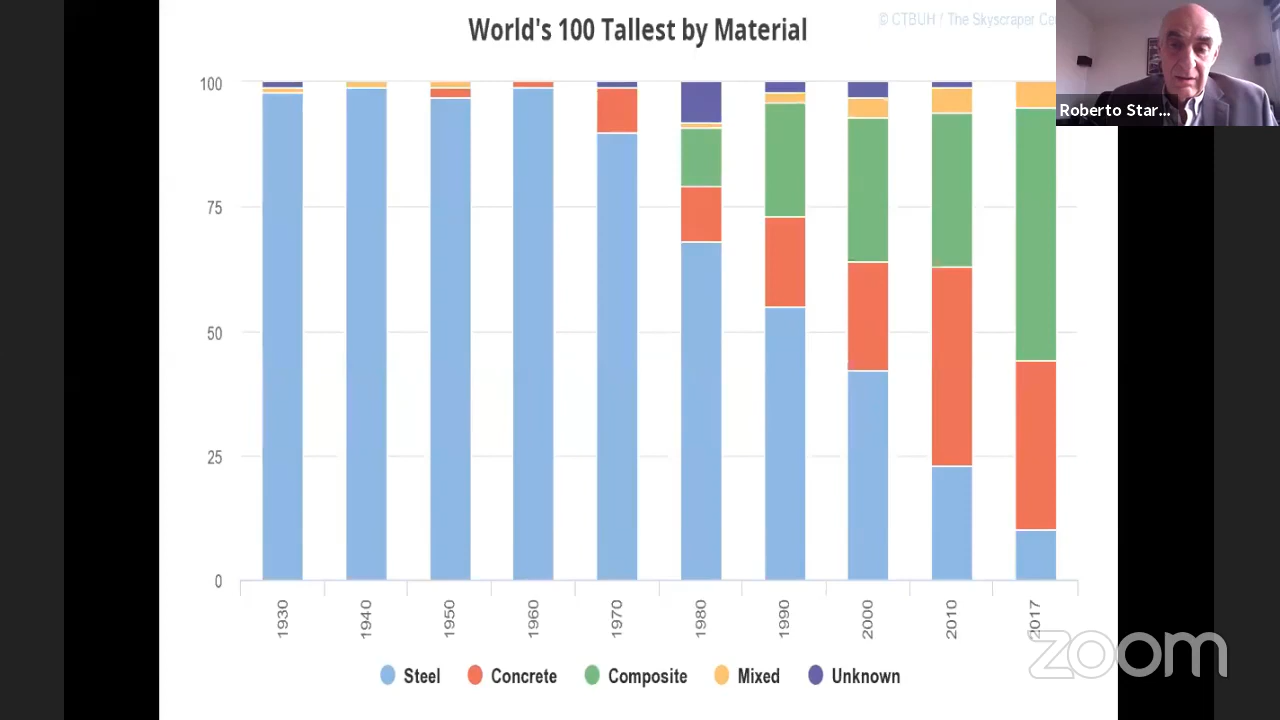 World's 100 Tallest by Material
© CTBUH / The Skyscraper Ce
Roberto Star...
100
75
50
25
0
1930 1940 1950 1960 1970 1980 1990 2000 2010 2017
Steel Concrete Composite Mixed Unknown
zoom